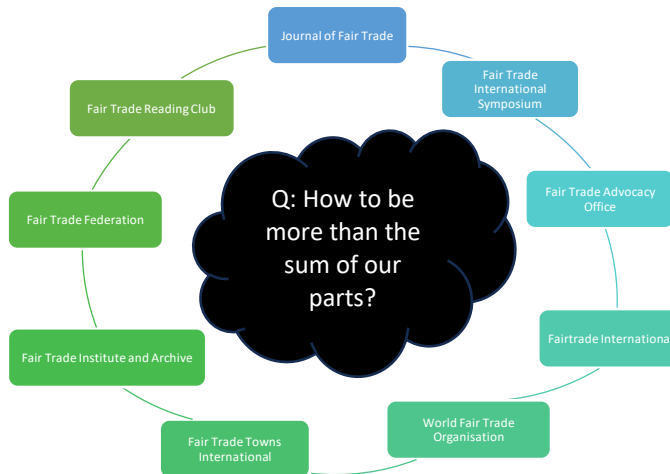 Journal of Fair Trade
Fair Trade
International
Symposium
Fair Trade Reading Club
Q: How to be
more than the
sum of our
parts?
Fair Trade Advocacy
Office
Fair Trade Federation
Fairtrade International
Fair Trade Institute and Archive
World Fair Trade
Organisation
Fair Trade Towns
International